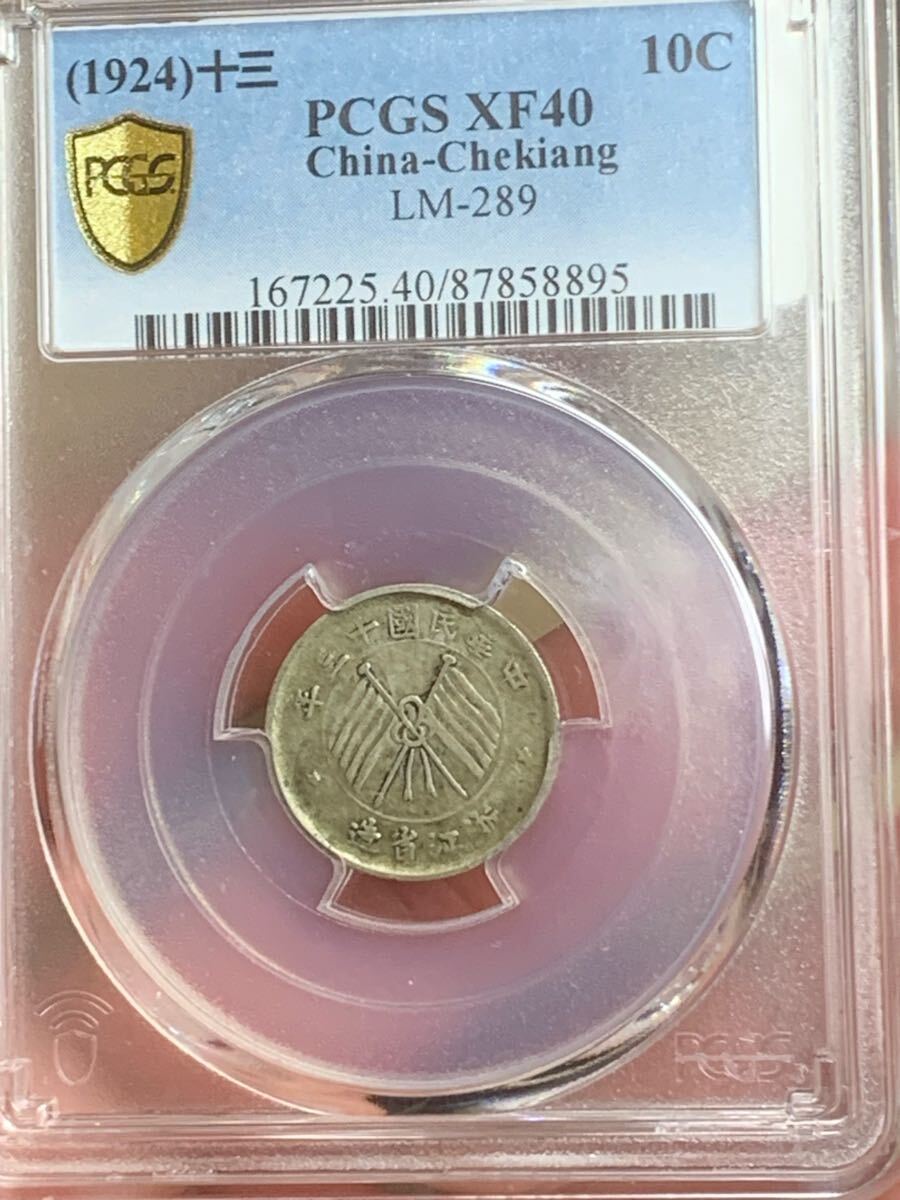 (1924)十三 10C
PCGS XF40
China-Chekiang
LM-289
PCGS
167225.40/87858895
中華民國十三年
浙江省造
PCGS